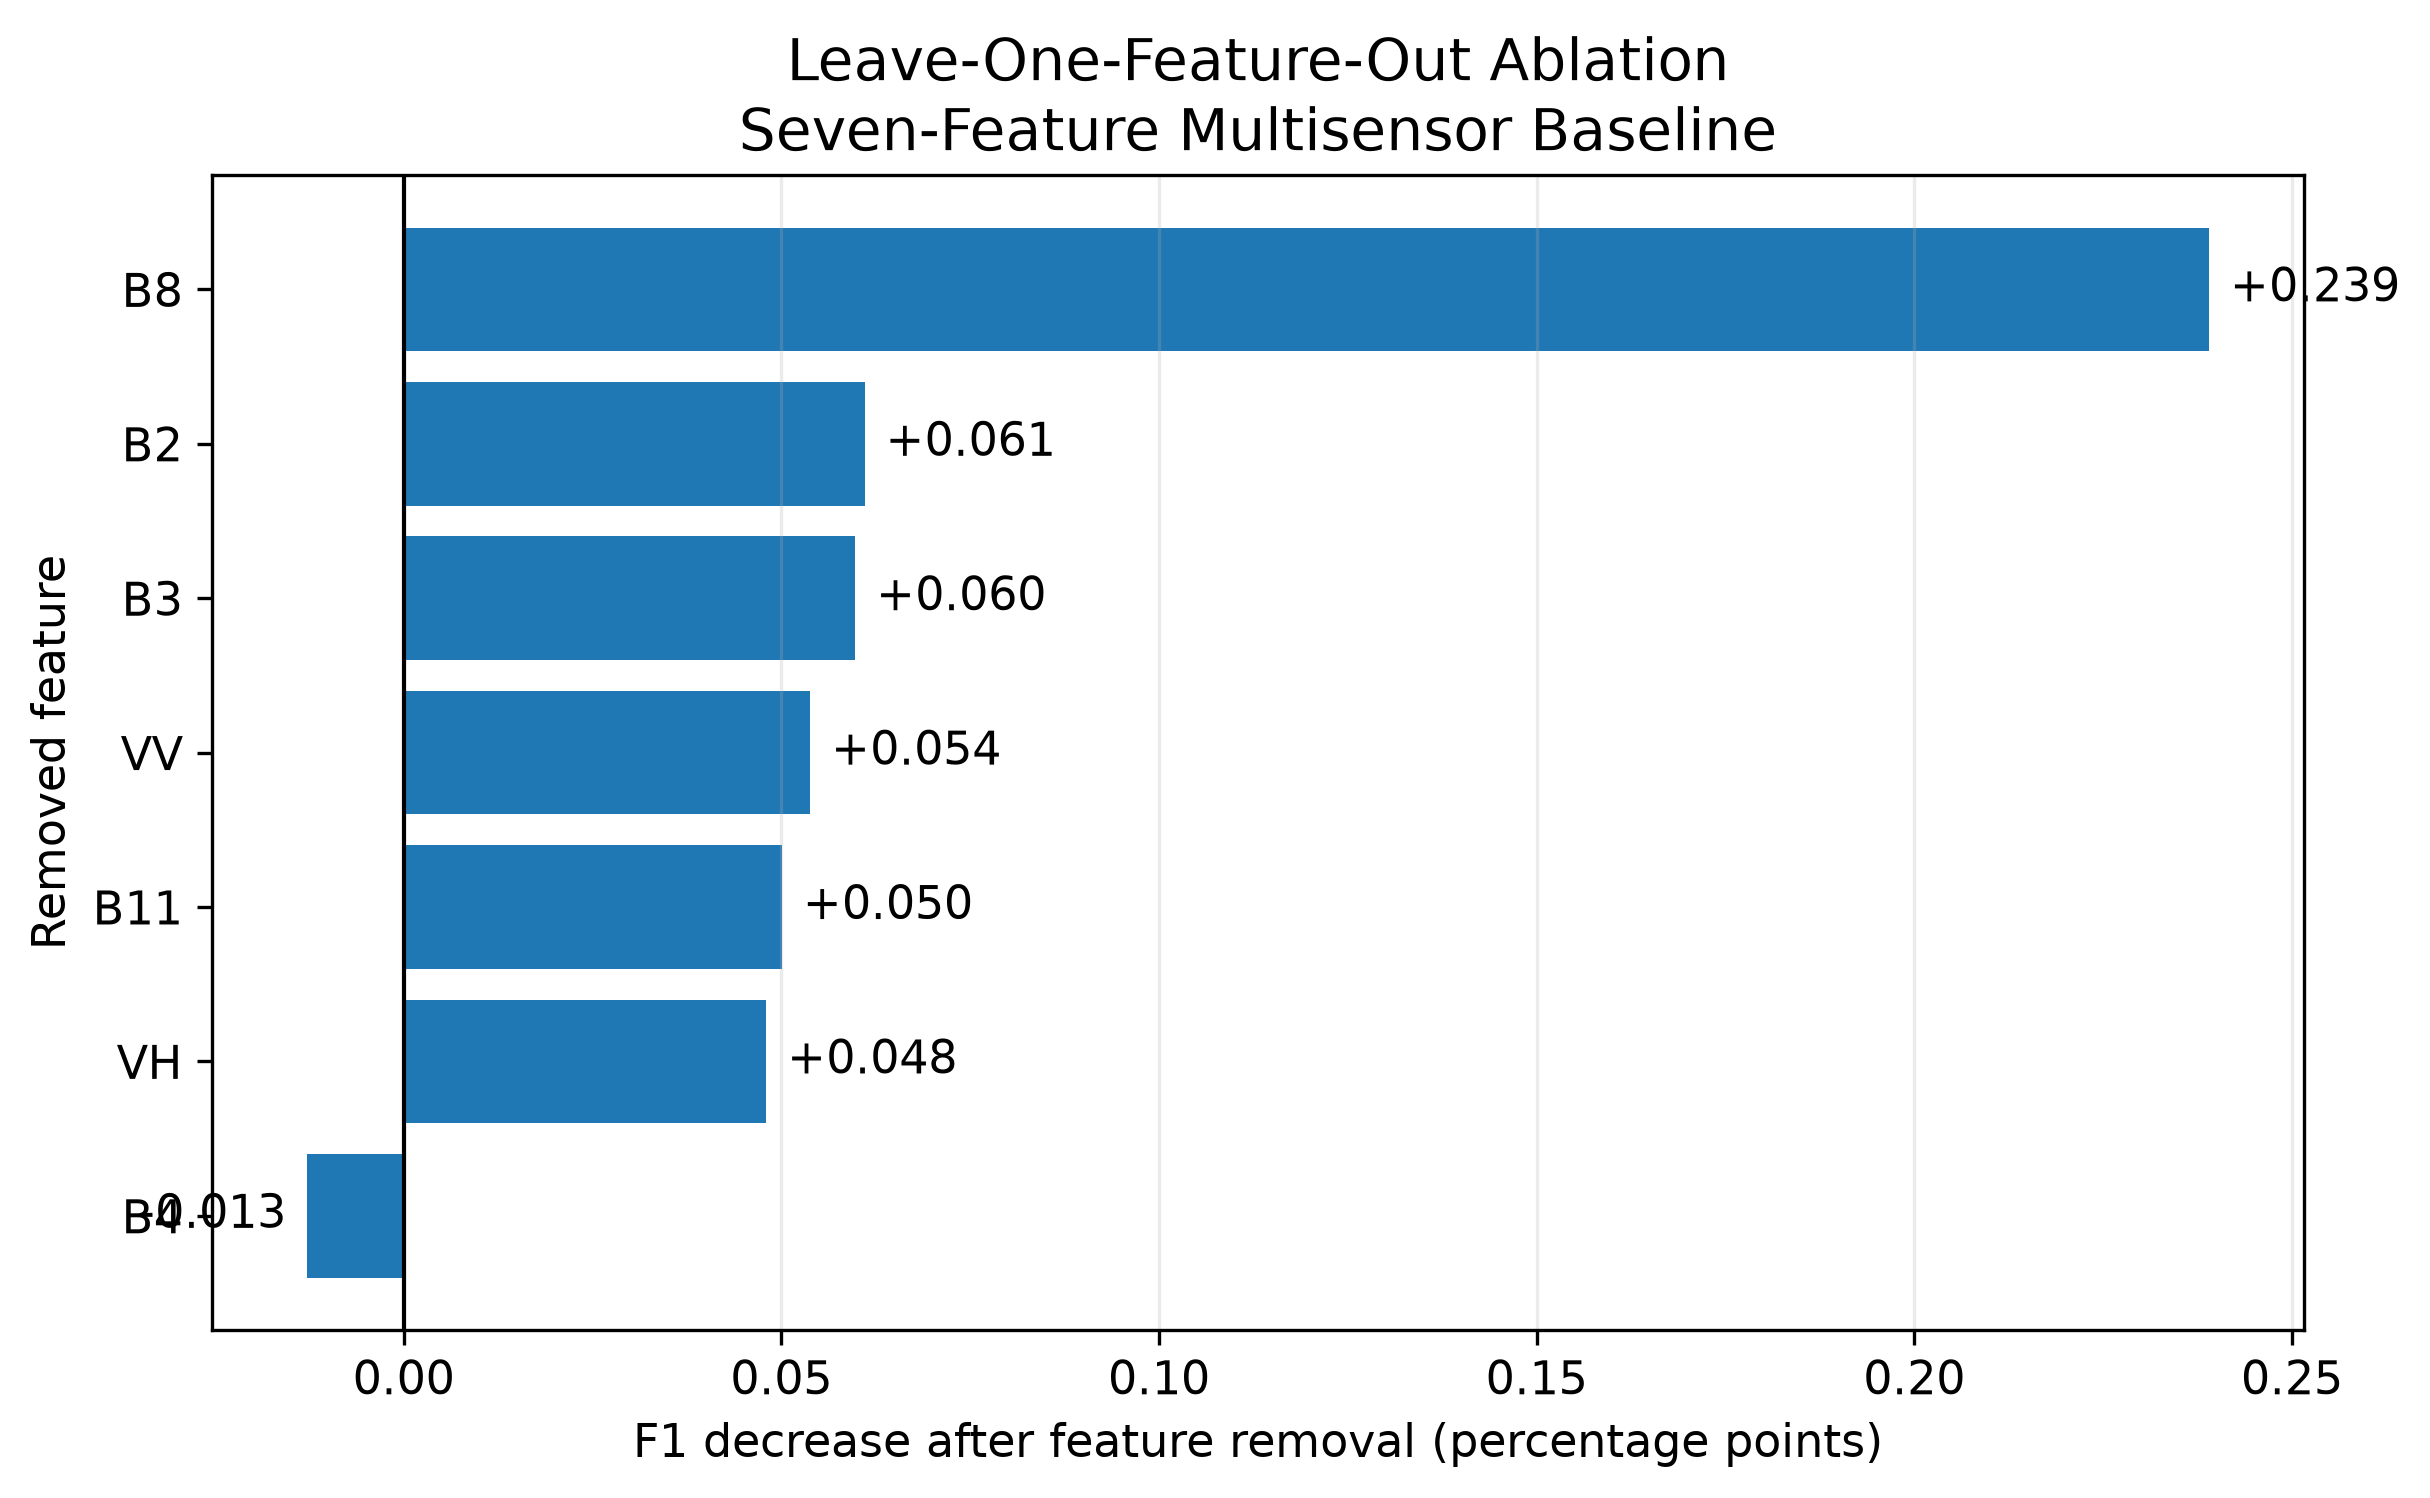 Leave-One-Feature-Out Ablation
Seven-Feature Multisensor Baseline
Removed feature
B8
+0.239
B2
+0.061
B3
+0.060
VV
+0.054
B11
+0.050
VH
+0.048
B4
-0.013
0.00 0.05 0.10 0.15 0.20 0.25
F1 decrease after feature removal (percentage points)